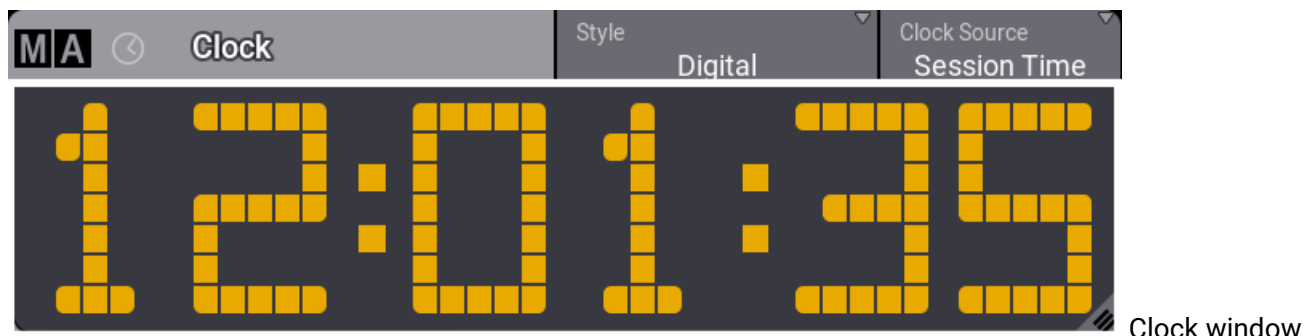 MA Clock
Style
Digital
Clock Source
Session Time
12:01:35
Clock window